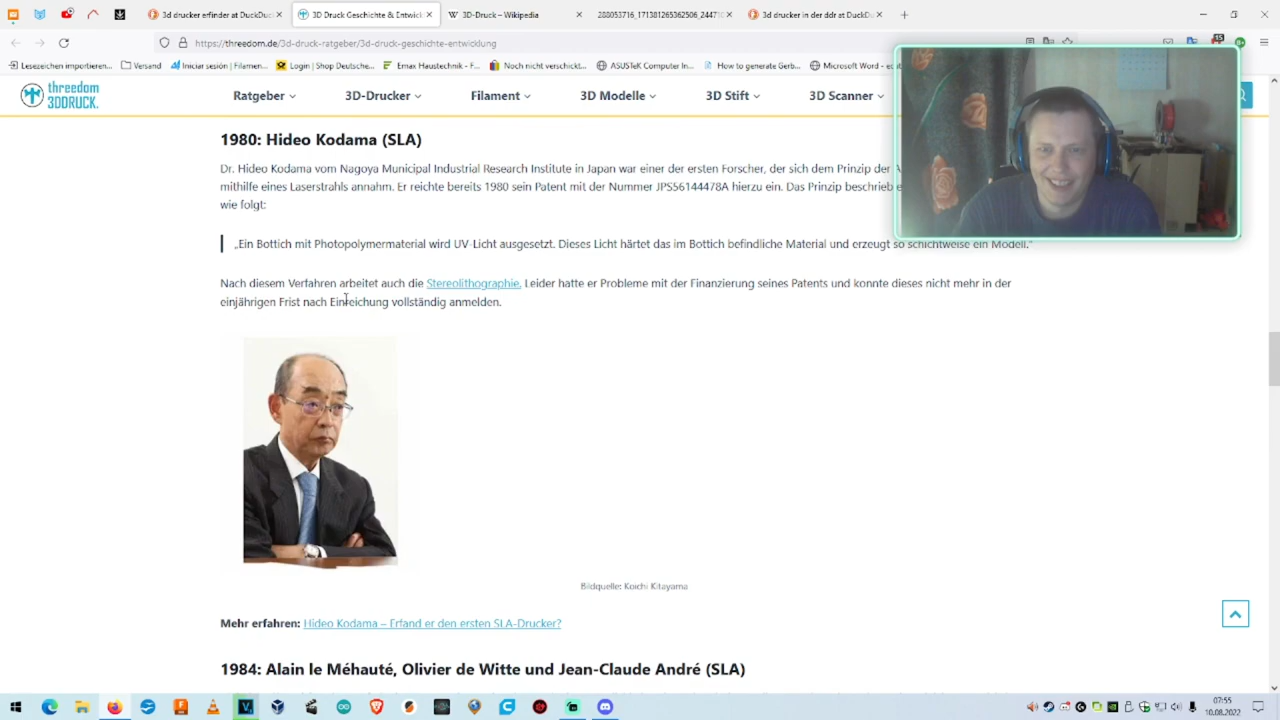 3d drucker erfinder at DuckDu
3D Druck Geschichte & Entwick
3D-Druck – Wikipedia
288053716_171381265362506_24471
3d drucker in der ddr at DuckDu
https://threedom.de/3d-druck-ratgeber/3d-druck-geschichte-entwicklung
15
Lesezeichen importieren... Versand Iniciar sesión | Filamen... Login | Shop Deutsche... Emax Haustechnik - F... Noch nicht verschickt... ASUSTeK Computer In... How to generate Gerb... Microsoft Word - ed
threedom
3DDRUCK.
Ratgeber 3D-Drucker Filament 3D Modelle 3D Stift 3D Scanner
1980: Hideo Kodama (SLA)
Dr. Hideo Kodama vom Nagoya Municipal Industrial Research Institute in Japan war einer der ersten Forscher, der sich dem Prinzip der
mithilfe eines Laserstrahls annahm. Er reichte bereits 1980 sein Patent mit der Nummer JPS56144478A hierzu ein. Das Prinzip beschrieb
wie folgt:
„Ein Bottich mit Photopolymermaterial wird UV-Licht ausgesetzt. Dieses Licht härtet das im Bottich befindliche Material und erzeugt so schichtweise ein Modell.“
Nach diesem Verfahren arbeitet auch die Stereolithographie. Leider hatte er Probleme mit der Finanzierung seines Patents und konnte dieses nicht mehr in der
einjährigen Frist nach Einreichung vollständig anmelden.
Bildquelle: Koichi Kitayama
Mehr erfahren: Hideo Kodama – Erfand er den ersten SLA-Drucker?
1984: Alain le Méhauté, Olivier de Witte und Jean-Claude André (SLA)
07:55
10.08.2022